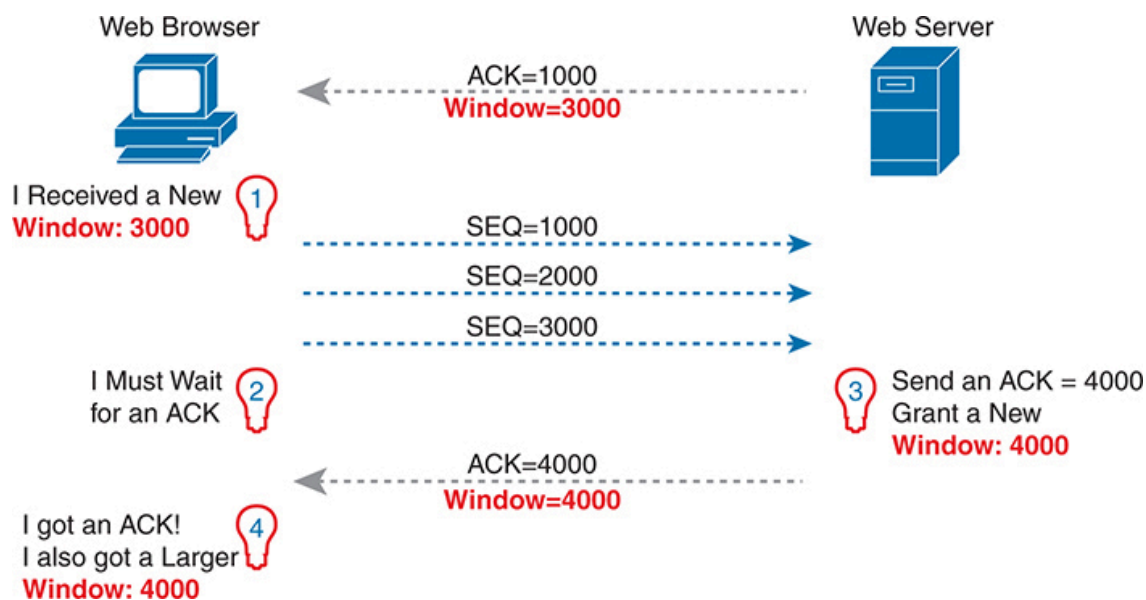 Web Browser
Web Server
ACK=1000
Window=3000
I Received a New
Window: 3000
1
SEQ=1000
SEQ=2000
SEQ=3000
I Must Wait
for an ACK
2
3
Send an ACK = 4000
Grant a New
Window: 4000
ACK=4000
Window=4000
I got an ACK!
I also got a Larger
Window: 4000
4